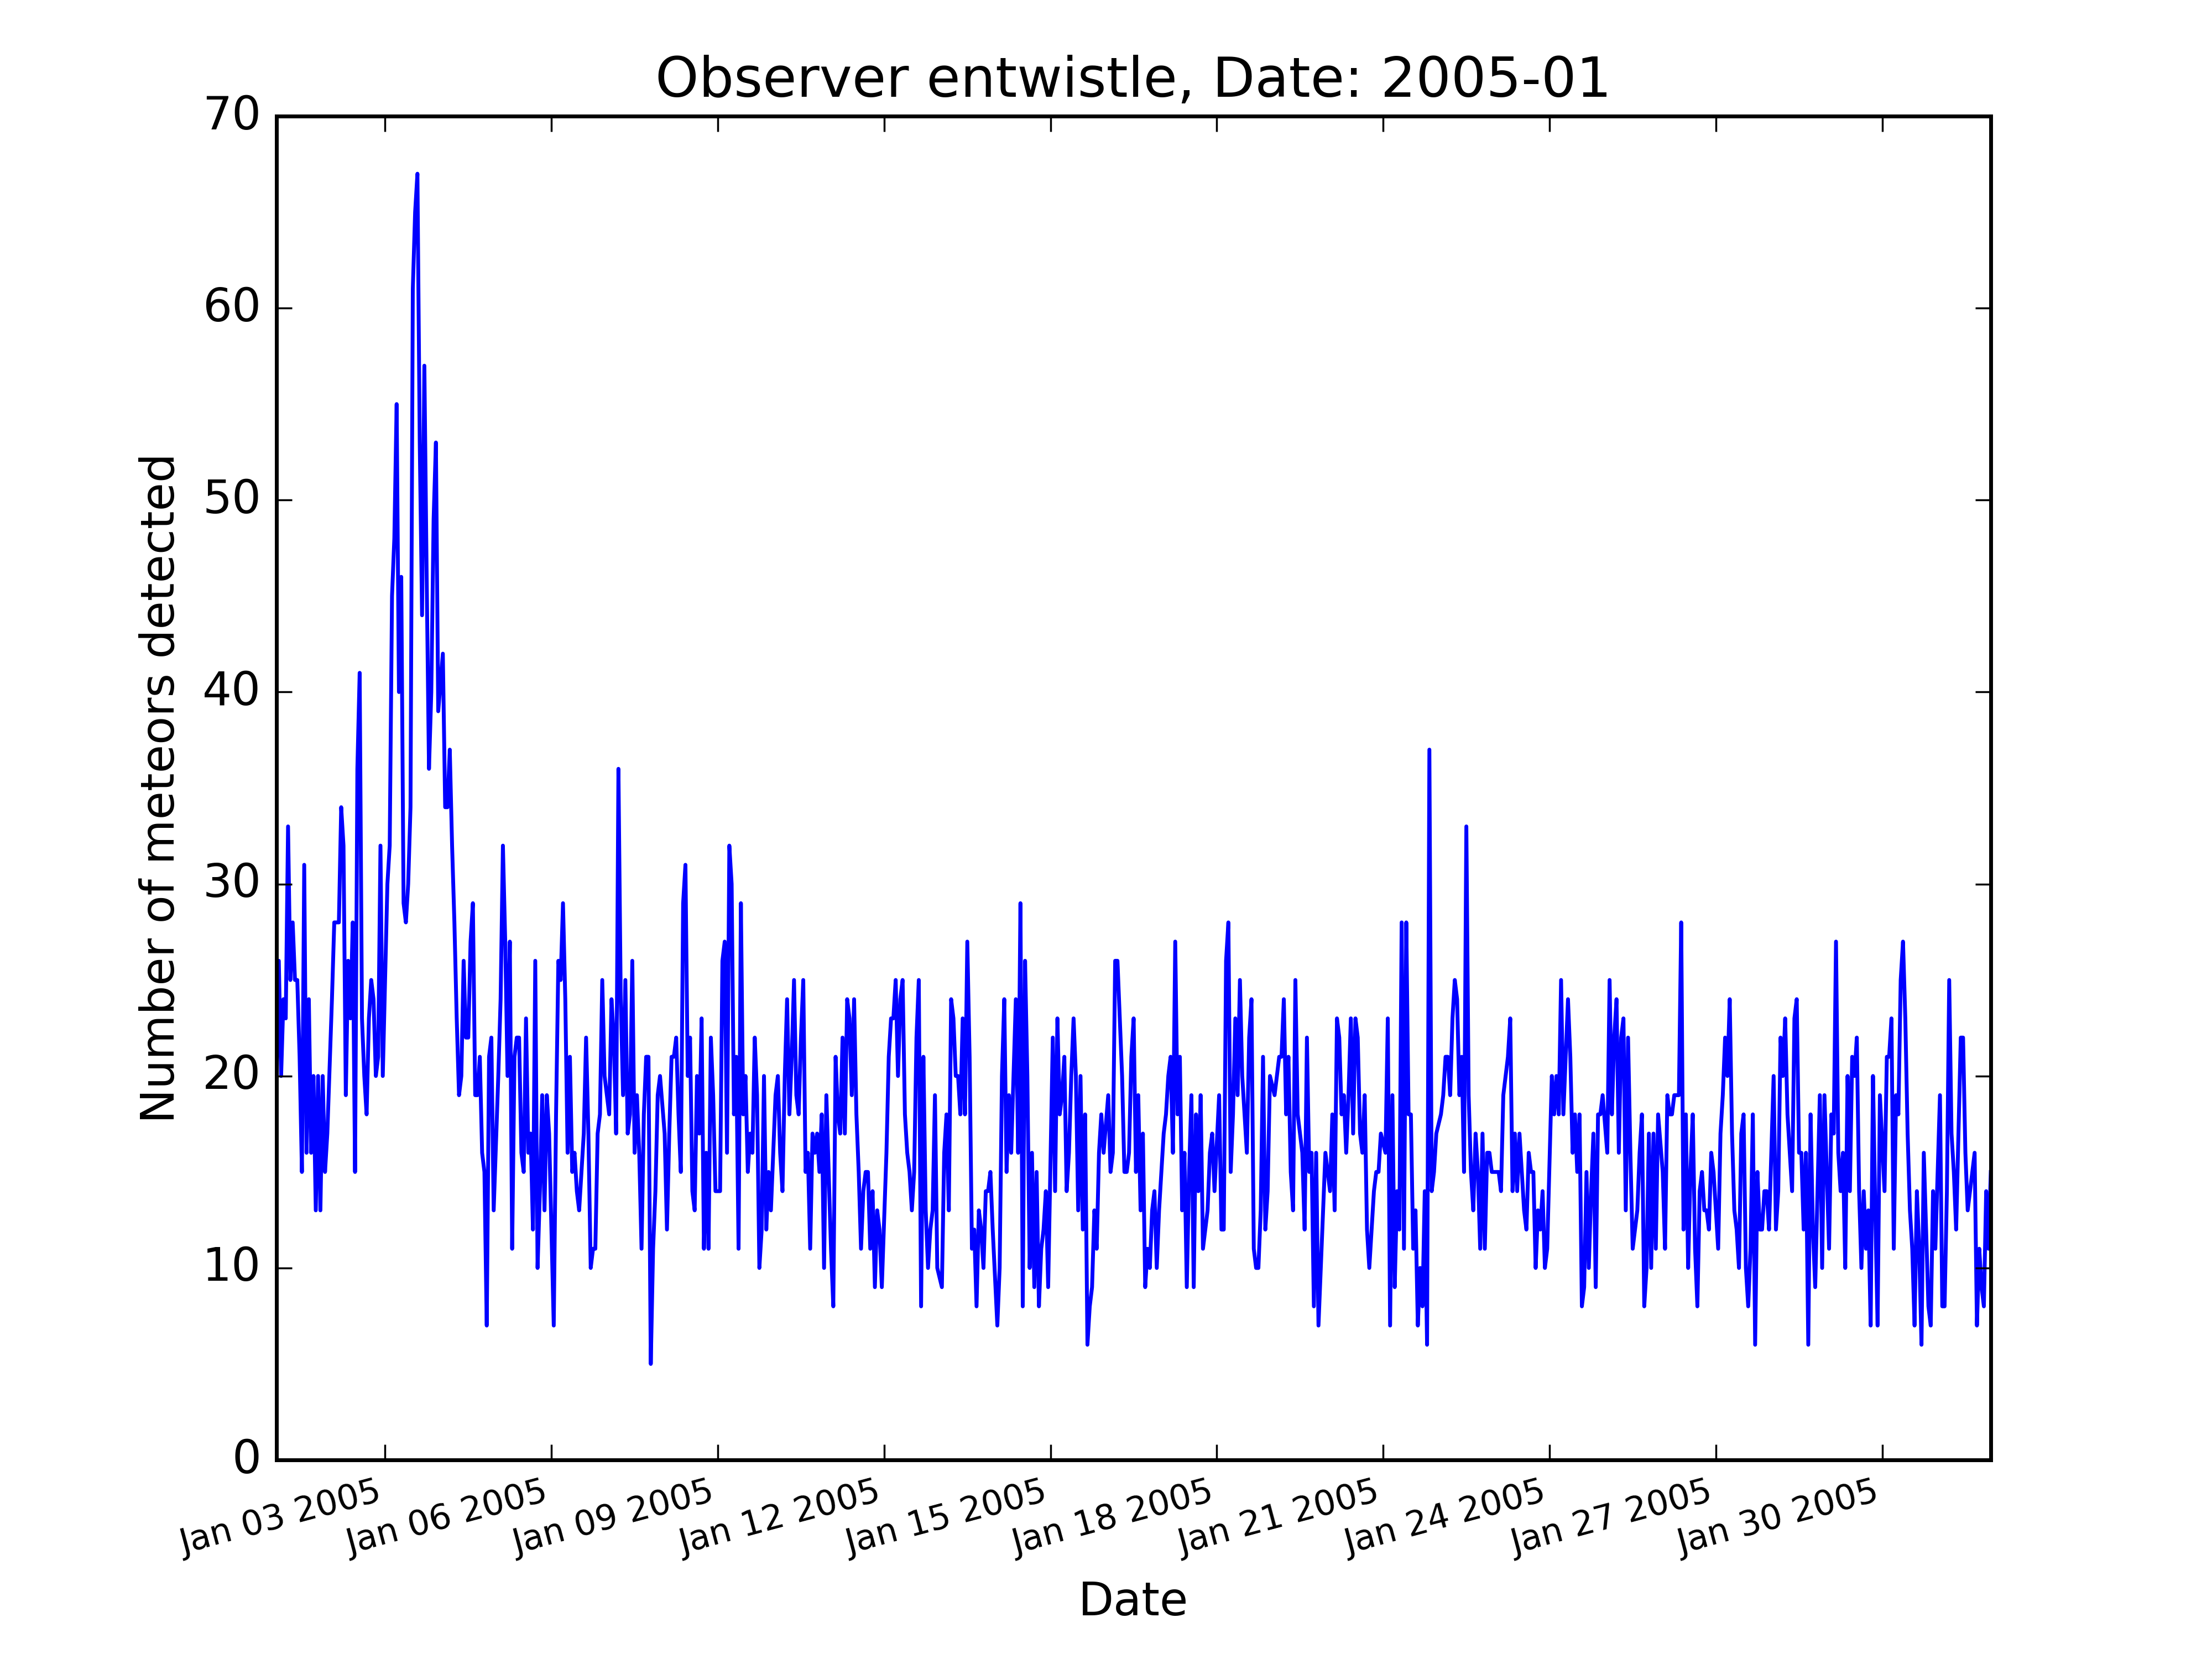 Observer entwistle, Date: 2005-01
Number of meteors detected
70
60
50
40
30
20
10
0
Jan 03 2005
Jan 06 2005
Jan 09 2005
Jan 12 2005
Jan 15 2005
Jan 18 2005
Jan 21 2005
Jan 24 2005
Jan 27 2005
Jan 30 2005
Date